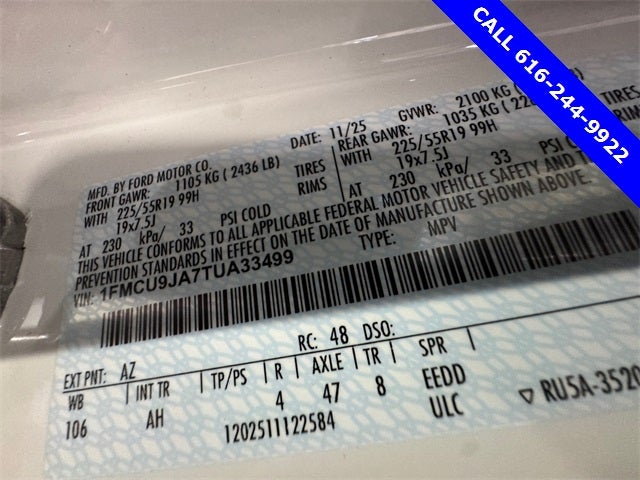 CALL 616-244-9922
MFD. BY FORD MOTOR CO. DATE: 11/25 GVWR: 2100 KG
FRONT GAWR: 1105 KG ( 2436 LB) REAR GAWR: 1035 KG
WITH 225/55R19 99H TIRES WITH 225/55R19 99H TIRES
19x7.5J RIMS 19x7.5J
AT 230 kPa/ 33 PSI COLD AT 230 kPa/ 33 PSI
THIS VEHICLE CONFORMS TO ALL APPLICABLE FEDERAL MOTOR VEHICLE SAFETY AND
PREVENTION STANDARDS IN EFFECT ON THE DATE OF MANUFACTURE SHOWN ABOVE.
VIN: 1FMCU9JA7TUA33499 TYPE: MPV
EXT PNT: AZ RC: 48 DSO:
WB INT TR TP/PS R AXLE TR SPR
106 AH 4 47 8 EEDD
1202511122584 ULC RU5A-3520